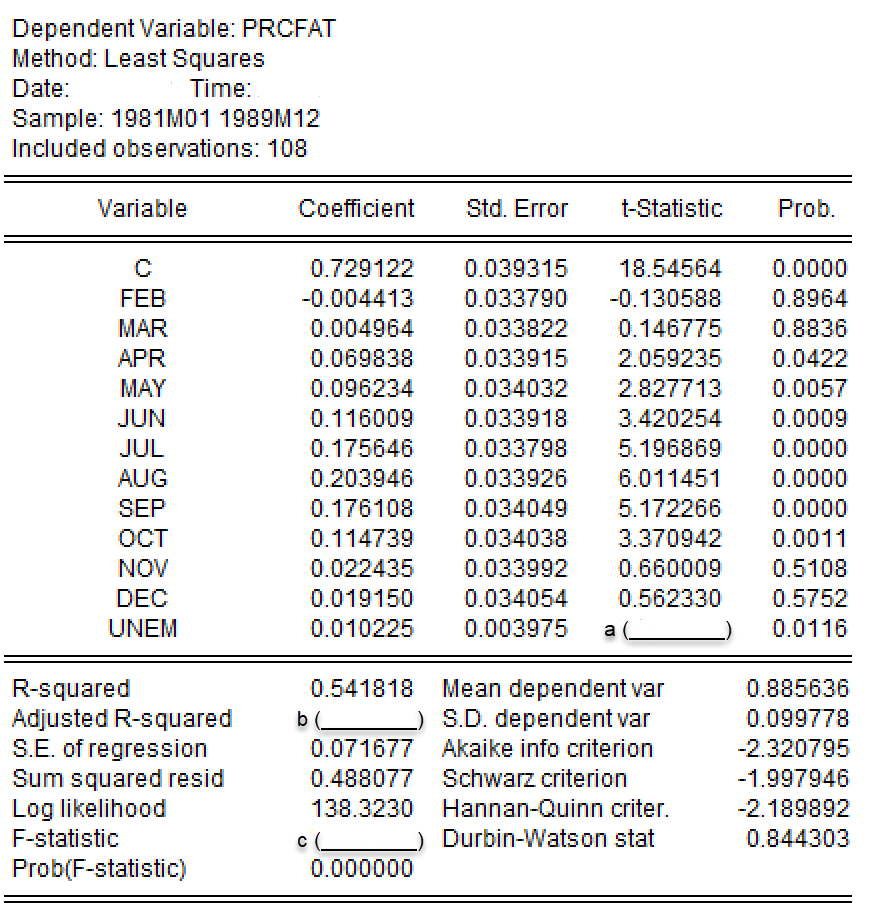 Dependent Variable: PRCFAT
Method: Least Squares
Date: Time:
Sample: 1981M01 1989M12
Included observations: 108
Variable Coefficient Std. Error t-Statistic Prob.
C 0.729122 0.039315 18.54564 0.0000
FEB -0.004413 0.033790 -0.130588 0.8964
MAR 0.004964 0.033822 0.146775 0.8836
APR 0.069838 0.033915 2.059235 0.0422
MAY 0.096234 0.034032 2.827713 0.0057
JUN 0.116009 0.033918 3.420254 0.0009
JUL 0.175646 0.033798 5.196869 0.0000
AUG 0.203946 0.033926 6.011451 0.0000
SEP 0.176108 0.034049 5.172266 0.0000
OCT 0.114739 0.034038 3.370942 0.0011
NOV 0.022435 0.033992 0.660009 0.5108
DEC 0.019150 0.034054 0.562330 0.5752
UNEM 0.010225 0.003975 a (_______) 0.0116
R-squared 0.541818 Mean dependent var 0.885636
Adjusted R-squared b (_______) S.D. dependent var 0.099778
S.E. of regression 0.071677 Akaike info criterion -2.320795
Sum squared resid 0.488077 Schwarz criterion -1.997946
Log likelihood 138.3230 Hannan-Quinn criter. -2.189892
F-statistic c (_______) Durbin-Watson stat 0.844303
Prob(F-statistic) 0.000000